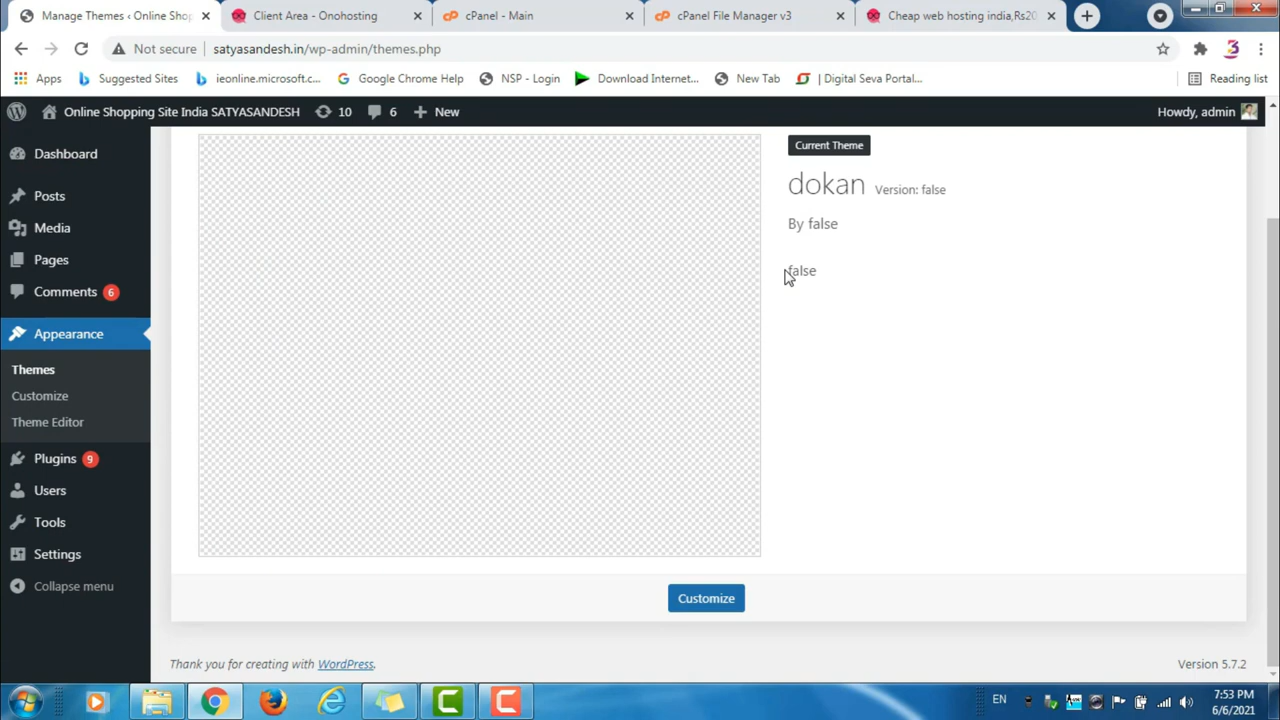 Manage Themes ‹ Online Shop
Client Area - Onohosting
cPanel - Main
cPanel File Manager v3
Cheap web hosting india,Rs20
Not secure
satyasandesh.in/wp-admin/themes.php
Apps
Suggested Sites
ieonline.microsoft.c...
Google Chrome Help
NSP - Login
Download Internet...
New Tab
| Digital Seva Portal...
Reading list
Online Shopping Site India SATYASANDESH
10
6
New
Howdy, admin
Dashboard
Posts
Media
Pages
Comments 6
Appearance
Themes
Customize
Theme Editor
Plugins 9
Users
Tools
Settings
Collapse menu
Current Theme
dokan Version: false
By false
false
Customize
Thank you for creating with WordPress.
Version 5.7.2
EN
7:53 PM
6/6/2021